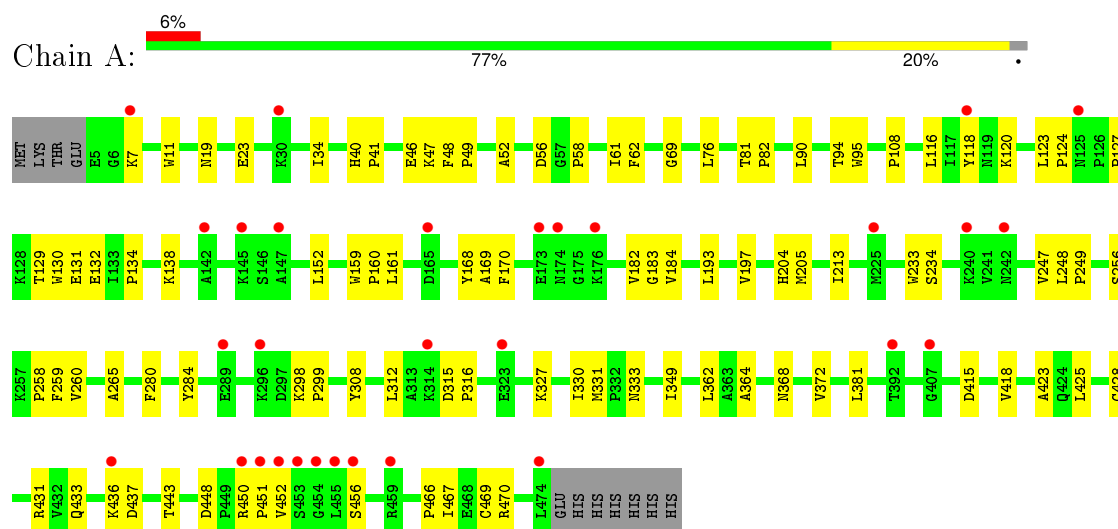 6%
Chain A:
77% 20% •
MET LYS THR GLU E5 G6 K7 W11 N19 E23 K30 I34 H40 P41 E46 K47 F48 P49 A52 D56 G57 P58 I61 F62 G69 L76 T81 P82 L90 T94 W95 P108 L116 I117 Y118 N119 K120 L123 P124 N125 P126 R127
K128 T129 W130 E131 E132 I133 P134 K138 A142 K145 S146 A147 L152 W159 P160 L161 D165 Y168 A169 F170 E173 N174 G175 K176 V182 G183 V184 L193 V197 H204 M205 I213 M225 W233 S234 K240 V241 N242 V247 L248 P249 S256
K257 P258 F259 V260 A265 F280 Y284 E289 K296 D297 K298 P299 Y308 L312 A313 K314 D315 P316 E323 K327 I330 M331 P332 N333 I349 L362 A363 A364 N368 V372 L381 T392 G407 D415 V418 A423 Q424 L425 C428
R431 V432 Q433 K436 D437 T443 D448 P449 R450 P451 V452 S453 G454 L455 S456 R459 P466 I467 E468 C469 R470 L474 GLU HIS HIS HIS HIS HIS HIS